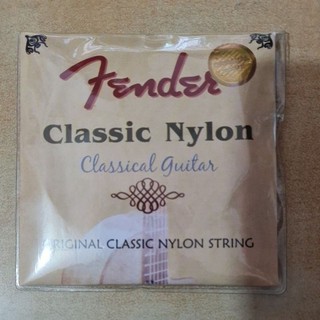 Fender
Classic Nylon
Classical Guitar
ORIGINAL CLASSIC NYLON STRING